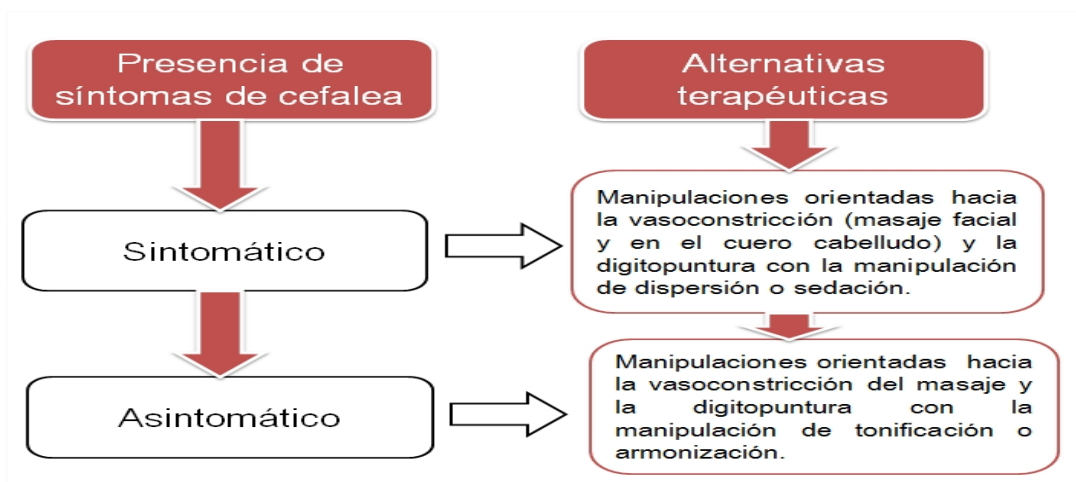 Presencia de
síntomas de cefalea
Alternativas
terapéuticas
Sintomático
Manipulaciones orientadas hacia
la vasoconstricción (masaje facial
y en el cuero cabelludo) y la
digitopuntura con la manipulación
de dispersión o sedación.
Asintomático
Manipulaciones orientadas hacia
la vasoconstricción del masaje y
la digitopuntura con la
manipulación de tonificación o
armonización.